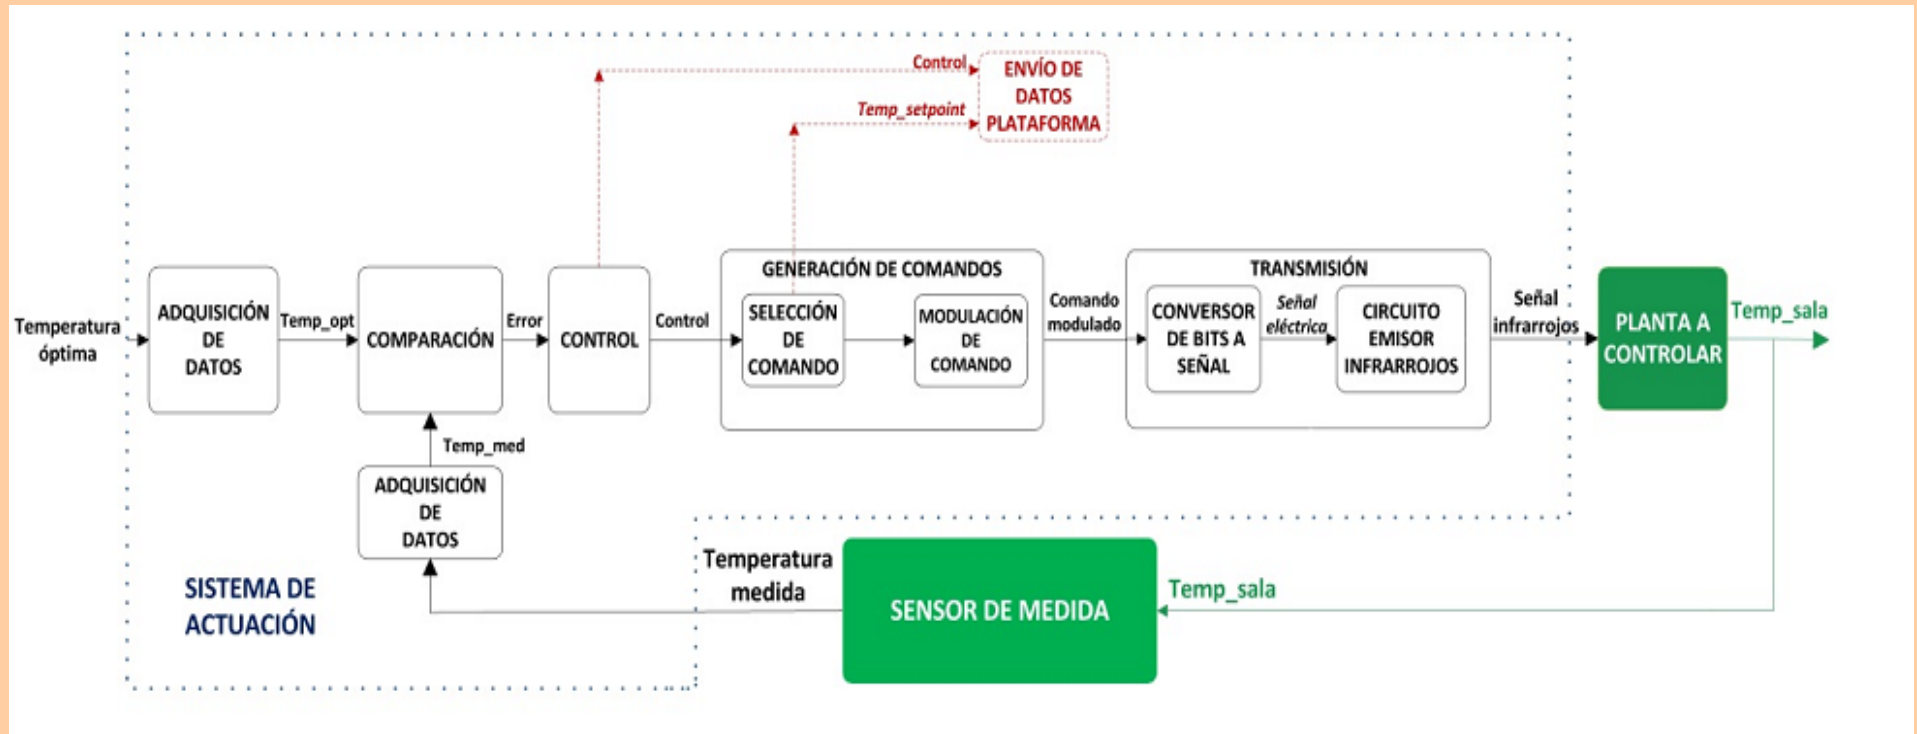 Control
ENVÍO DE
DATOS
PLATAFORMA
Temp_setpoint
Temperatura
óptima
ADQUISICIÓN
DE
DATOS
Temp_opt
COMPARACIÓN
Error
CONTROL
Control
GENERACIÓN DE COMANDOS
SELECCIÓN
DE
COMANDO
MODULACIÓN
DE
COMANDO
Comando
modulado
TRANSMISIÓN
CONVERSOR
DE BITS A
SEÑAL
Señal
eléctrica
CIRCUITO
EMISOR
INFRARROJOS
Señal
infrarrojos
PLANTA A
CONTROLAR
Temp_sala
Temp_med
ADQUISICIÓN
DE
DATOS
SISTEMA DE
ACTUACIÓN
Temperatura
medida
SENSOR DE MEDIDA
Temp_sala